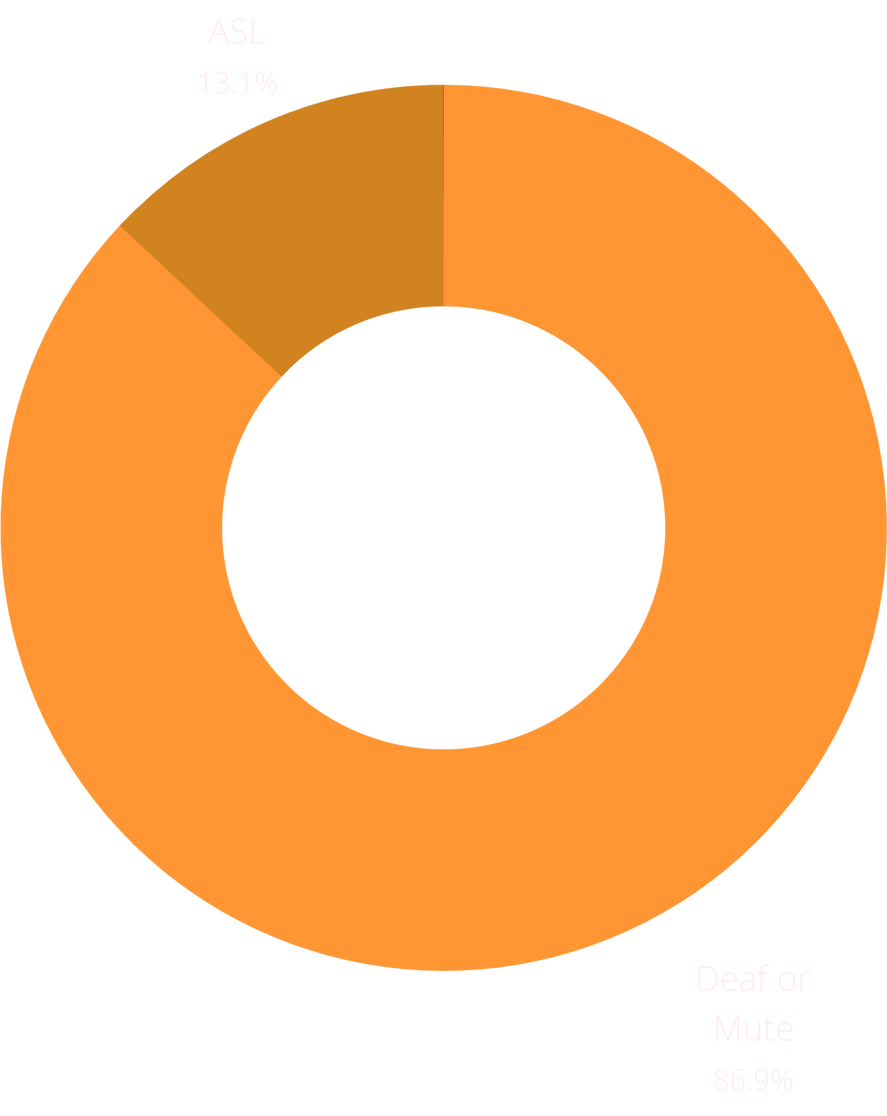 ASL
13.1%
Deaf or
Mute
86.9%